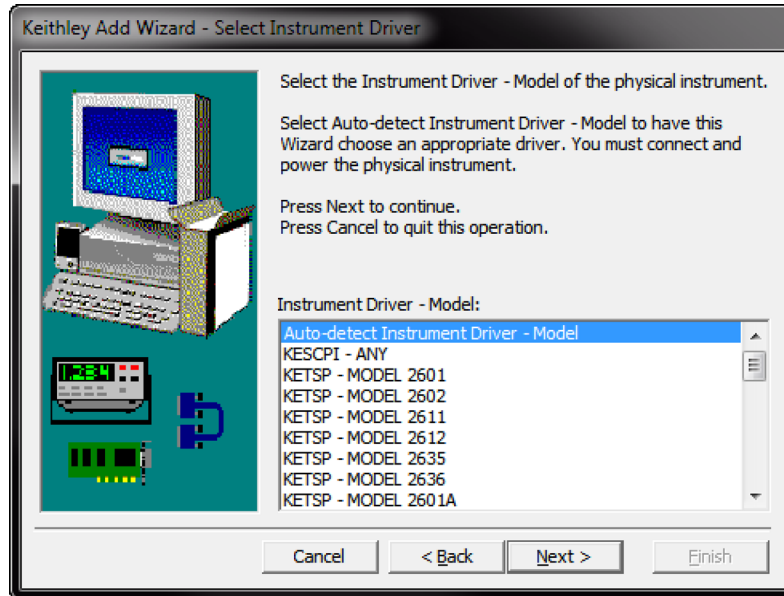 Keithley Add Wizard - Select Instrument Driver
Select the Instrument Driver - Model of the physical instrument.
Select Auto-detect Instrument Driver - Model to have this
Wizard choose an appropriate driver. You must connect and
power the physical instrument.
Press Next to continue.
Press Cancel to quit this operation.
Instrument Driver - Model:
Auto-detect Instrument Driver - Model
KESCPI - ANY
KETSP - MODEL 2601
KETSP - MODEL 2602
KETSP - MODEL 2611
KETSP - MODEL 2612
KETSP - MODEL 2635
KETSP - MODEL 2636
KETSP - MODEL 2601A
1.234
Cancel
< Back
Next >
Finish